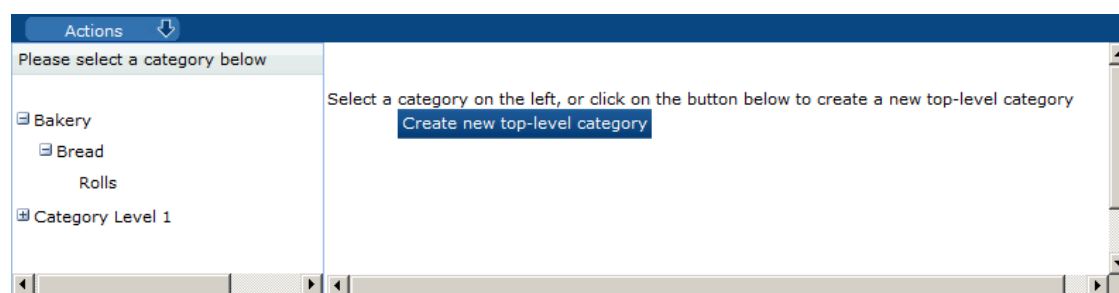 Actions
Please select a category below
Bakery
Bread
Rolls
Category Level 1
Select a category on the left, or click on the button below to create a new top-level category
Create new top-level category